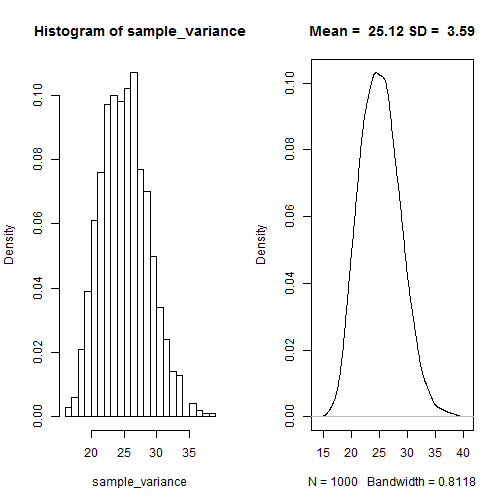 Histogram of sample_variance
Density
0.00 0.02 0.04 0.06 0.08 0.10
20 25 30 35
sample_variance
Mean =  25.12 SD =  3.59
Density
0.00 0.02 0.04 0.06 0.08 0.10
15 20 25 30 35 40
N = 1000   Bandwidth = 0.8118